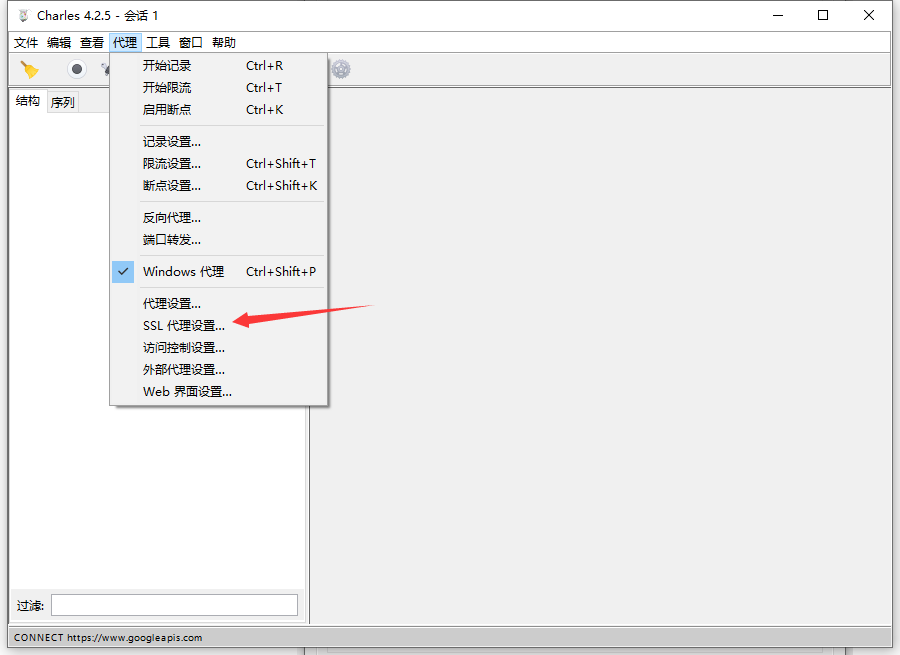 Charles 4.2.5 - 会话 1
文件 编辑 查看 代理 工具 窗口 帮助
开始记录 Ctrl+R
开始限流 Ctrl+T
启用断点 Ctrl+K
结构 序列
记录设置...
限流设置... Ctrl+Shift+T
断点设置... Ctrl+Shift+K
反向代理...
端口转发...
Windows 代理 Ctrl+Shift+P
代理设置...
SSL 代理设置...
访问控制设置...
外部代理设置...
Web 界面设置...
过滤:
CONNECT https://www.googleapis.com